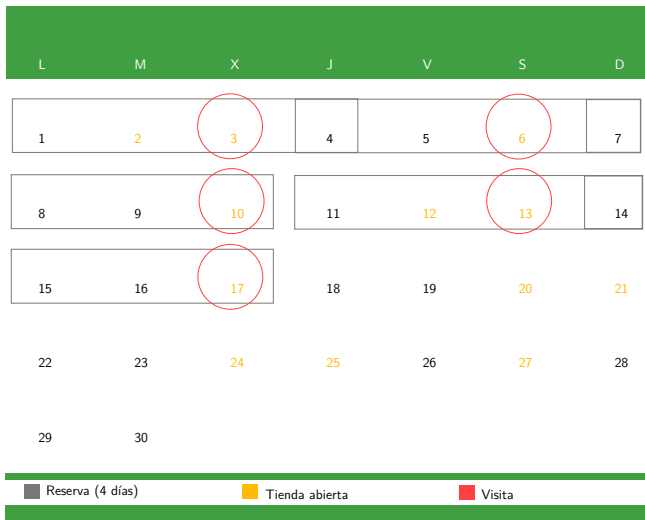 L M X J V S D
1 2 3 4 5 6 7
8 9 10 11 12 13 14
15 16 17 18 19 20 21
22 23 24 25 26 27 28
29 30
Reserva (4 días) Tienda abierta Visita